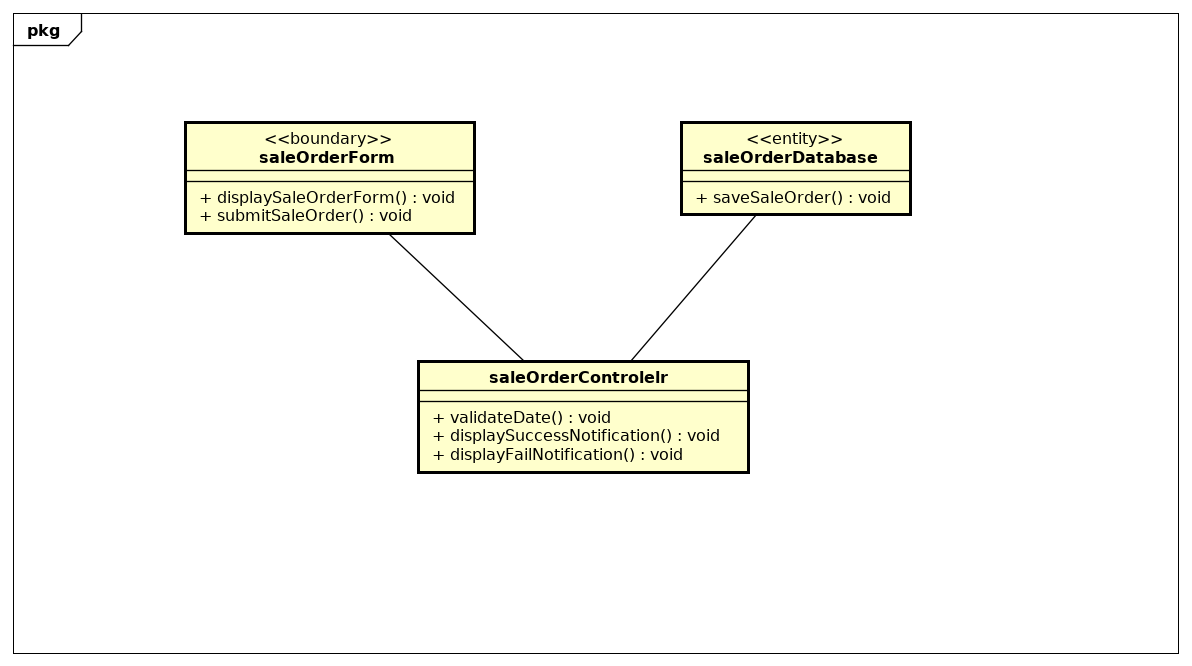 pkg
<<boundary>>
saleOrderForm
+ displaySaleOrderForm() : void
+ submitSaleOrder() : void
<<entity>>
saleOrderDatabase
+ saveSaleOrder() : void
saleOrderControlelr
+ validateDate() : void
+ displaySuccessNotification() : void
+ displayFailNotification() : void